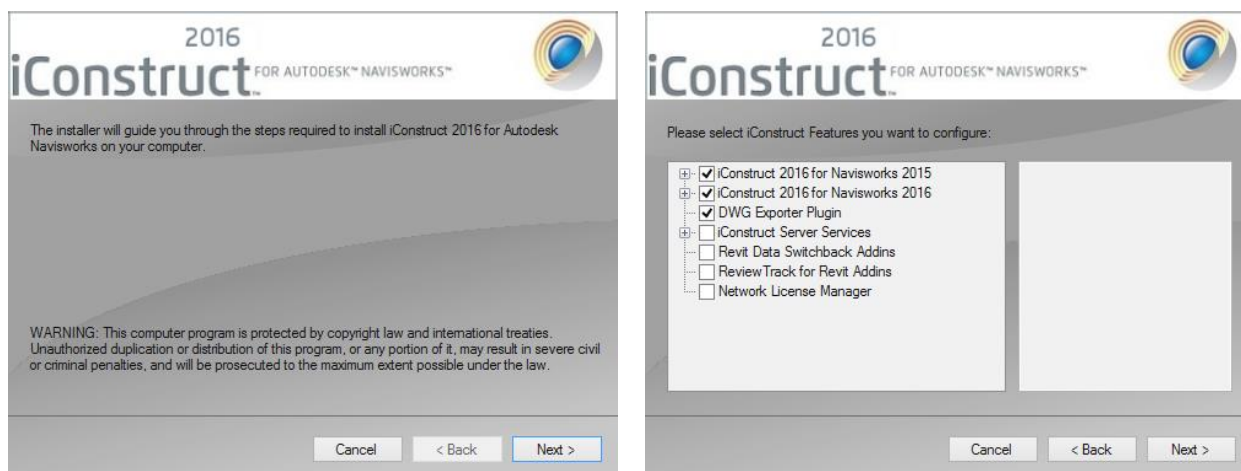 2016
iConstruct™ FOR AUTODESK™ NAVISWORKS™
The installer will guide you through the steps required to install iConstruct 2016 for Autodesk
Navisworks on your computer.
WARNING: This computer program is protected by copyright law and international treaties.
Unauthorized duplication or distribution of this program, or any portion of it, may result in severe civil
or criminal penalties, and will be prosecuted to the maximum extent possible under the law.
Cancel < Back Next >
2016
iConstruct™ FOR AUTODESK™ NAVISWORKS™
Please select iConstruct Features you want to configure:
iConstruct 2016 for Navisworks 2015
iConstruct 2016 for Navisworks 2016
DWG Exporter Plugin
iConstruct Server Services
Revit Data Switchback Addins
ReviewTrack for Revit Addins
Network License Manager
Cancel < Back Next >